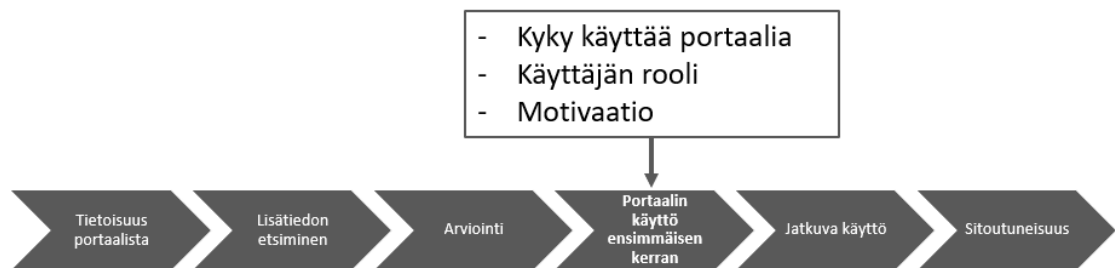 - Kyky käyttää portaalia
- Käyttäjän rooli
- Motivaatio
Tietoisuus
portaalista
Lisätiedon
etsiminen
Arviointi
Portaalin
käyttö
ensimmäisen
kerran
Jatkuva käyttö
Sitoutuneisuus